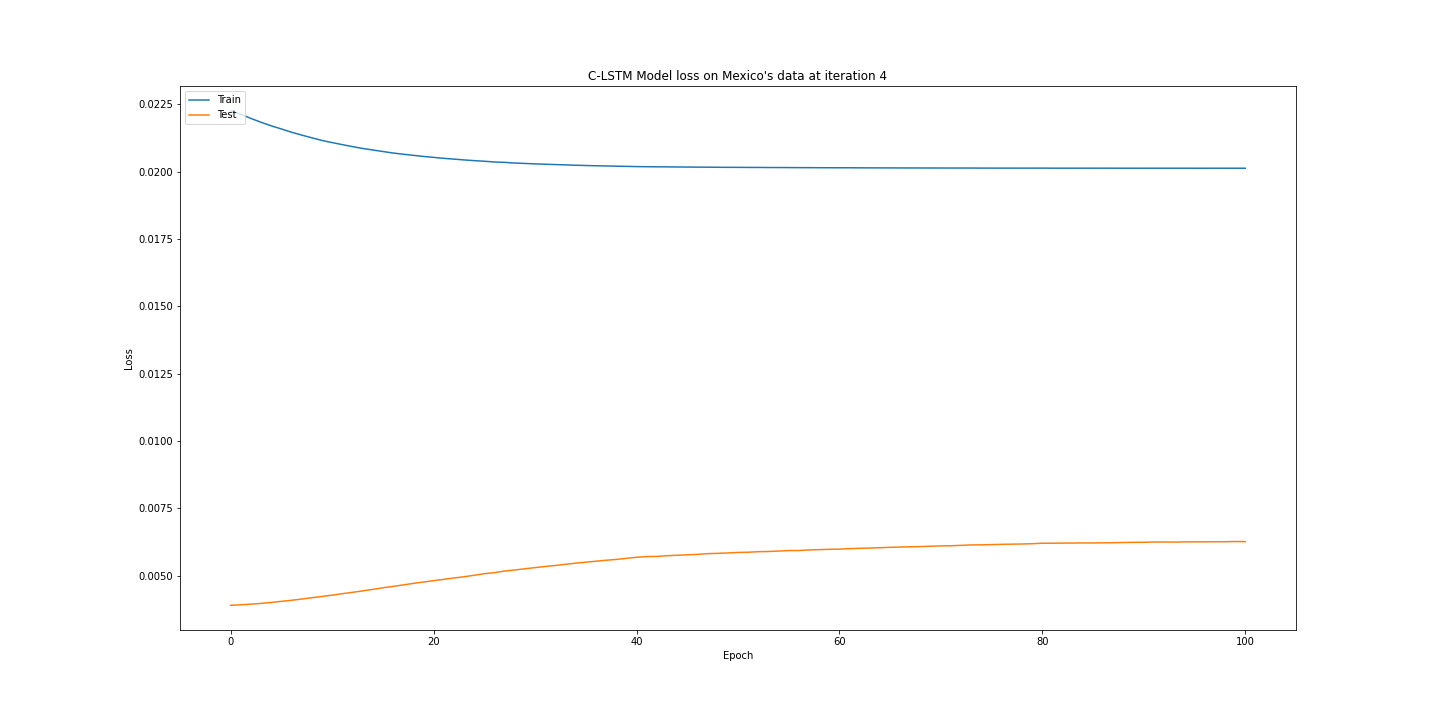 C-LSTM Model loss on Mexico's data at iteration 4
Train
Test
0.0225
0.0200
0.0175
0.0150
0.0125
0.0100
0.0075
0.0050
Loss
0 20 40 60 80 100
Epoch